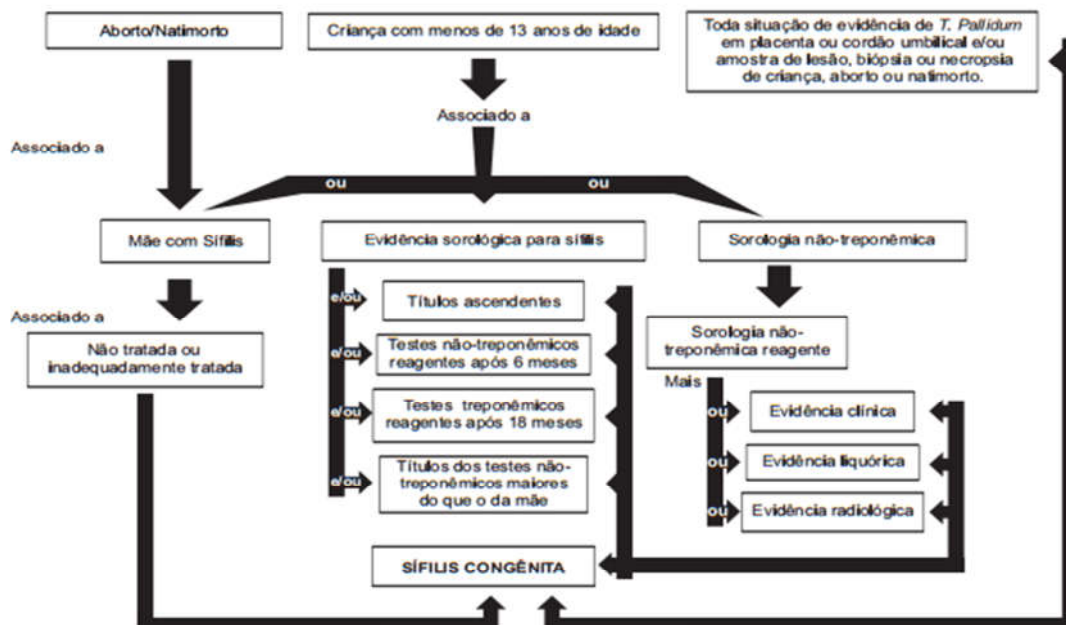 Aborto/Natimorto
Criança com menos de 13 anos de idade
Toda situação de evidência de T. Pallidum
em placenta ou cordão umbilical e/ou
amostra de lesão, biópsia ou necropsia
de criança, aborto ou natimorto.
Associado a
Associado a
ou
ou
Mãe com Sífilis
Evidência sorológica para sífilis
Sorologia não-treponêmica
Associado a
Não tratada ou
inadequadamente tratada
e/ou
Títulos ascendentes
e/ou
Testes não-treponêmicos
reagentes após 6 meses
e/ou
Testes treponêmicos
reagentes após 18 meses
e/ou
Títulos dos testes não-
treponêmicos maiores
do que o da mãe
Sorologia não-
treponêmica reagente
Mais
ou
Evidência clínica
ou
Evidência liquórica
ou
Evidência radiológica
SÍFILIS CONGÊNITA